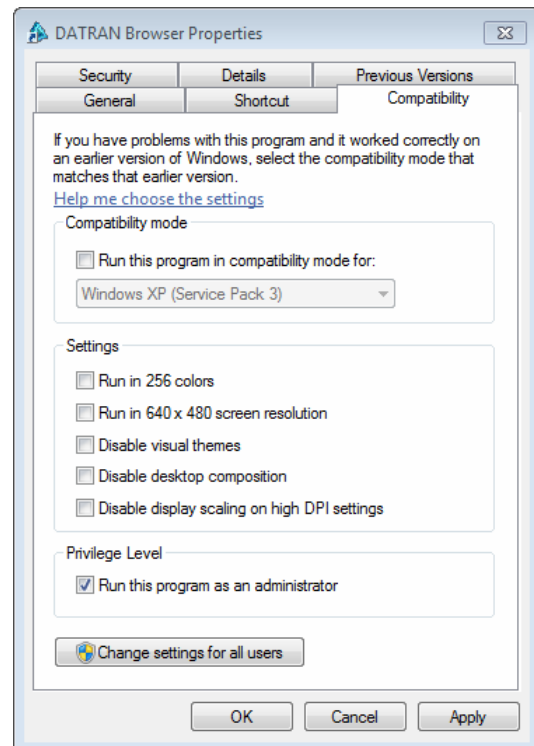 DATRAN Browser Properties
Security Details Previous Versions
General Shortcut Compatibility
If you have problems with this program and it worked correctly on
an earlier version of Windows, select the compatibility mode that
matches that earlier version.
Help me choose the settings
Compatibility mode
Run this program in compatibility mode for:
Windows XP (Service Pack 3)
Settings
Run in 256 colors
Run in 640 x 480 screen resolution
Disable visual themes
Disable desktop composition
Disable display scaling on high DPI settings
Privilege Level
Run this program as an administrator
Change settings for all users
OK Cancel Apply